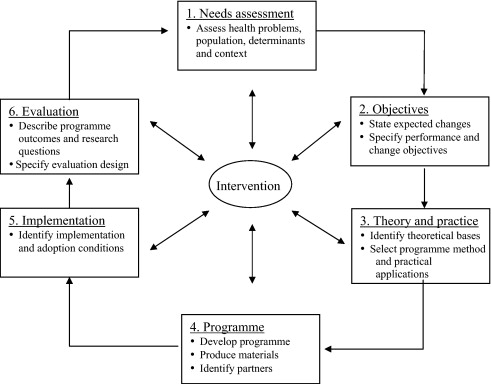 1. Needs assessment
• Assess health problems,
population, determinants
and context
2. Objectives
• State expected changes
• Specify performance and
change objectives
3. Theory and practice
• Identify theoretical bases
• Select programme method
and practical
applications
4. Programme
• Develop programme
• Produce materials
• Identify partners
5. Implementation
• Identify implementation
and adoption conditions
6. Evaluation
• Describe programme
outcomes and research
questions
• Specify evaluation design
Intervention